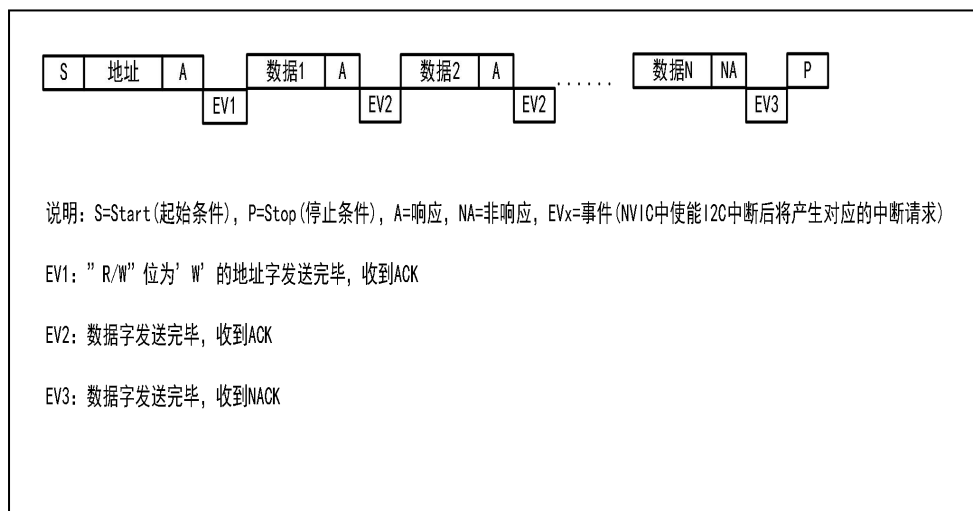 S 地址 A 数据1 A 数据2 A ...... 数据N NA P
EV1 EV2 EV2 EV3
说明: S=Start(起始条件), P=Stop(停止条件), A=响应, NA=非响应, EVx=事件(NVIC中使能I2C中断后将产生对应的中断请求)
EV1: ”R/W”位为’W’的地址字发送完毕, 收到ACK
EV2: 数据字发送完毕, 收到ACK
EV3: 数据字发送完毕, 收到NACK